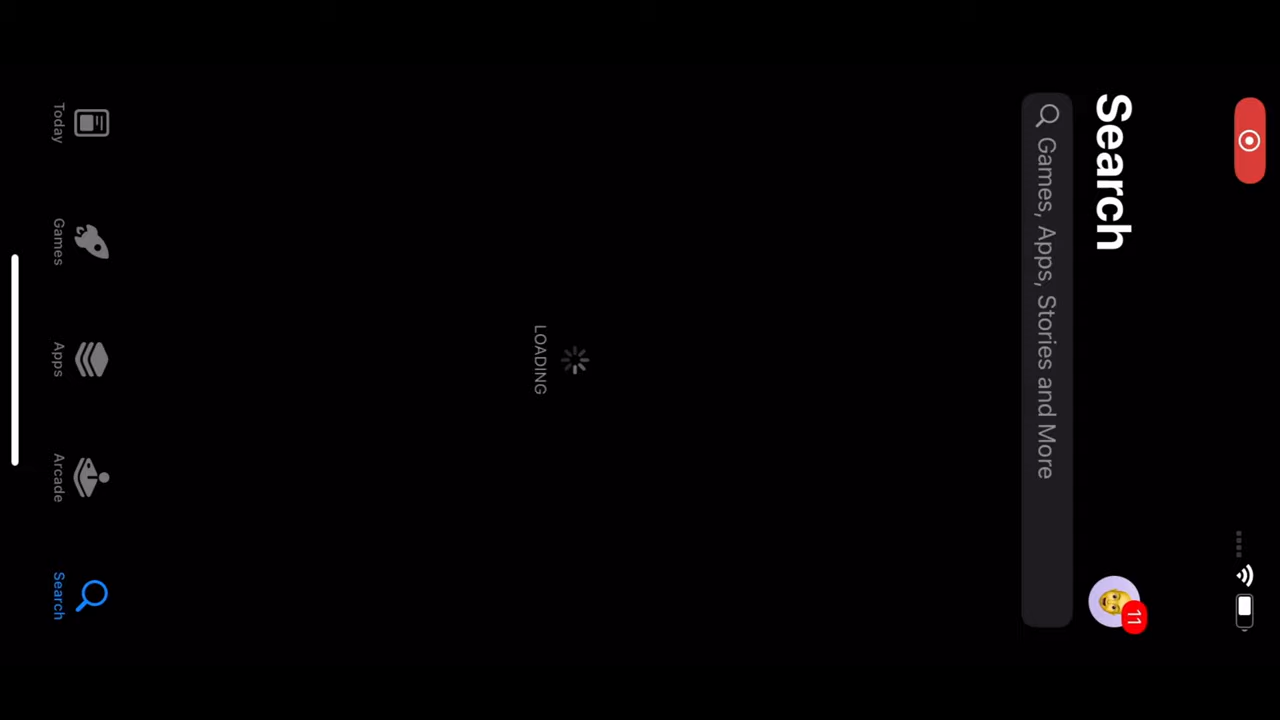 Search
11
Games, Apps, Stories and More
LOADING
Today
Games
Apps
Arcade
Search